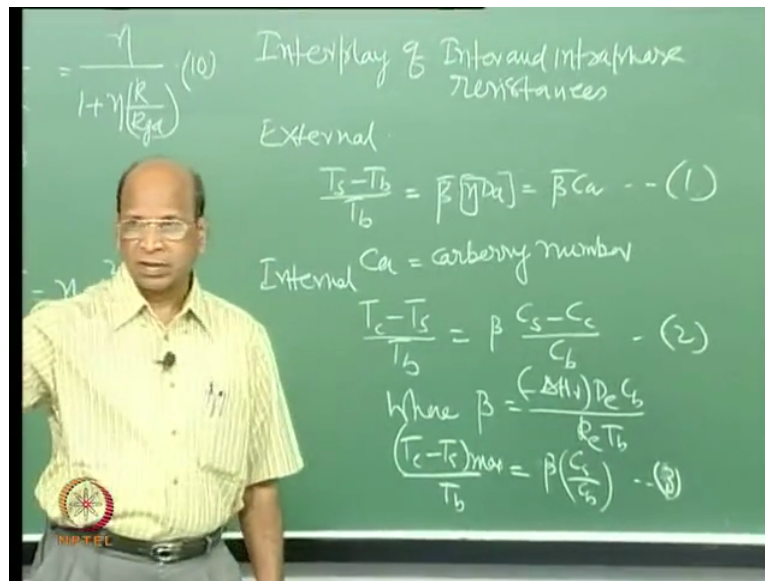 = η / (1 + η(k / kga)) (10)
Interplay of Inter and intraphase
resistances
External
(Ts - Tb) / Tb = β̄ [η̄ Da] = β̄ Ca -- (1)
Internal Ca = Carberry number
(Tc - Ts) / Tb = β (Cs - Cc) / Cb - (2)
Where β = (-ΔHr) De Cb / ke Tb
(Tc - Ts)max / Tb = β (Cs / Cb) -- (3)
NPTEL